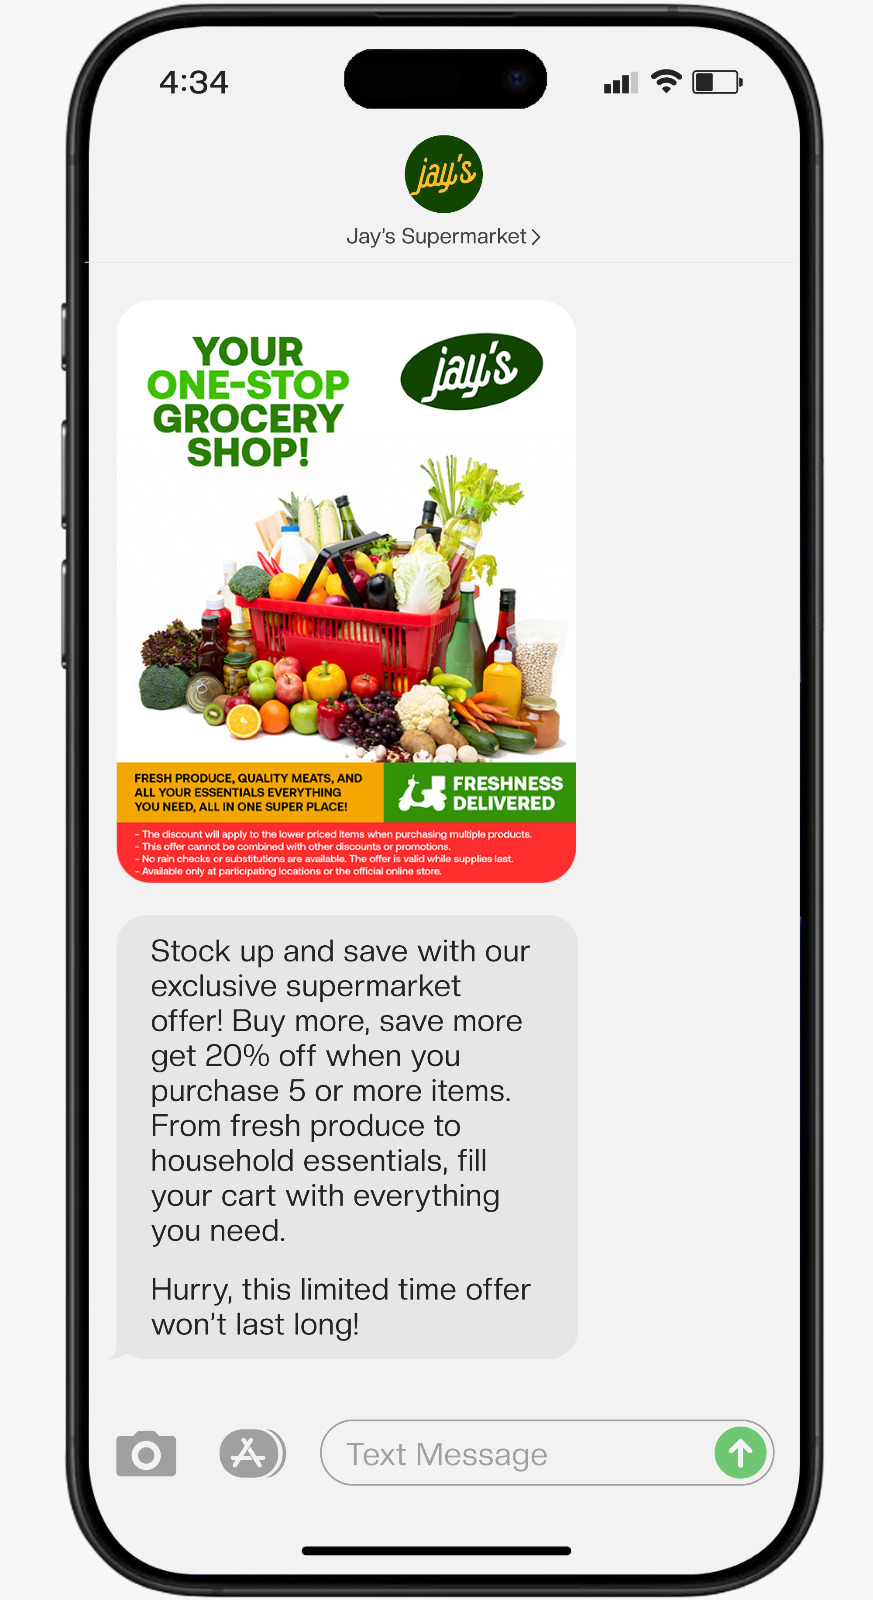 4:34
jay's
Jay's Supermarket
YOUR
ONE-STOP
GROCERY
SHOP!
jay's
FRESH PRODUCE, QUALITY MEATS, AND
ALL YOUR ESSENTIALS EVERYTHING
YOU NEED, ALL IN ONE SUPER PLACE!
FRESHNESS
DELIVERED
- The discount will apply to the lower priced items when purchasing multiple products.
- This offer cannot be combined with other discounts or promotions.
- No rain checks or substitutions are available. The offer is valid while supplies last.
- Available only at participating locations or the official online store.
Stock up and save with our
exclusive supermarket
offer! Buy more, save more
get 20% off when you
purchase 5 or more items.
From fresh produce to
household essentials, fill
your cart with everything
you need.
Hurry, this limited time offer
won't last long!
Text Message